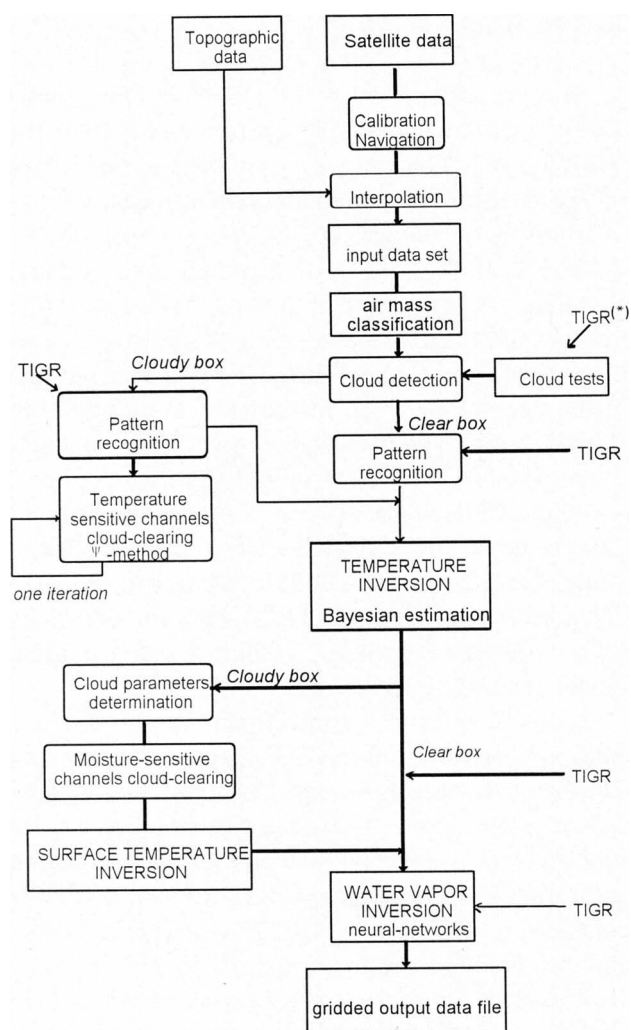 Topographic
data
Satellite data
Calibration
Navigation
Interpolation
input data set
air mass
classification
TIGR(*)
Cloudy box
TIGR
Cloud detection
Cloud tests
Pattern
recognition
Clear box
Pattern
recognition
TIGR
Temperature
sensitive channels
cloud-clearing
Ψ -method
one iteration
TEMPERATURE
INVERSION
Bayesian estimation
Cloudy box
Cloud parameters
determination
Clear box
Moisture-sensitive
channels cloud-clearing
TIGR
SURFACE TEMPERATURE
INVERSION
WATER VAPOR
INVERSION
neural-networks
TIGR
gridded output data file